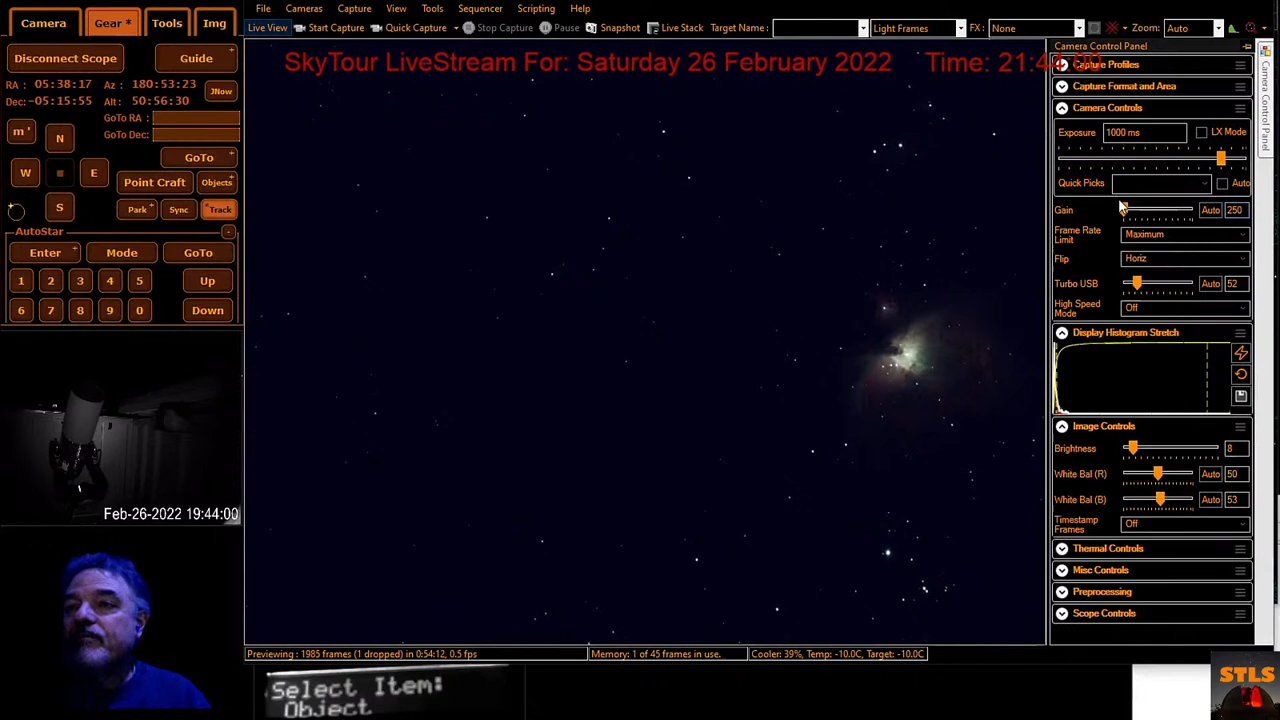 Camera Gear * Tools Img
File Cameras Capture View Tools Sequencer Scripting Help
Live View Start Capture Quick Capture Stop Capture Pause Snapshot Live Stack Target Name : Light Frames FX: None Zoom: Auto
SkyTour LiveStream For: Saturday 26 February 2022 Time: 21:44:00
Disconnect Scope Guide
RA : 05:38:17 Az : 180:53:23
Dec: -05:15:55 Alt: 50:56:30
JNow
GoTo RA :
GoTo Dec:
m '
N
GoTo
W E
Point Craft Objects
S
Park Sync Track
AutoStar -
Enter Mode GoTo
1 2 3 4 5 Up
6 7 8 9 0 Down
Feb-26-2022 19:44:00
Camera Control Panel
Capture Profiles
Capture Format and Area
Camera Controls
Exposure 1000 ms LX Mode
Quick Picks Auto
Gain Auto 250
Frame Rate Limit Maximum
Flip Horiz
Turbo USB Auto 52
High Speed Mode Off
Display Histogram Stretch
Image Controls
Brightness 8
White Bal (R) Auto 50
White Bal (B) Auto 53
Timestamp Frames Off
Thermal Controls
Misc Controls
Preprocessing
Scope Controls
Camera Control Panel
Previewing : 1985 frames (1 dropped) in 0:54:12, 0.5 fps Memory: 1 of 45 frames in use. Cooler: 39%, Temp: -10.0C, Target: -10.0C
Select Item:
Object
STLS